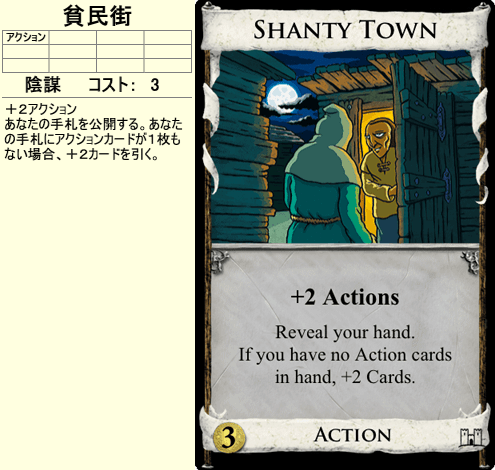 貧民街
アクション
陰謀　コスト：　3
＋２アクション
あなたの手札を公開する。あなた
の手札にアクションカードが１枚も
ない場合、＋２カードを引く。
SHANTY TOWN
+2 Actions
Reveal your hand.
If you have no Action cards
in hand, +2 Cards.
3
ACTION